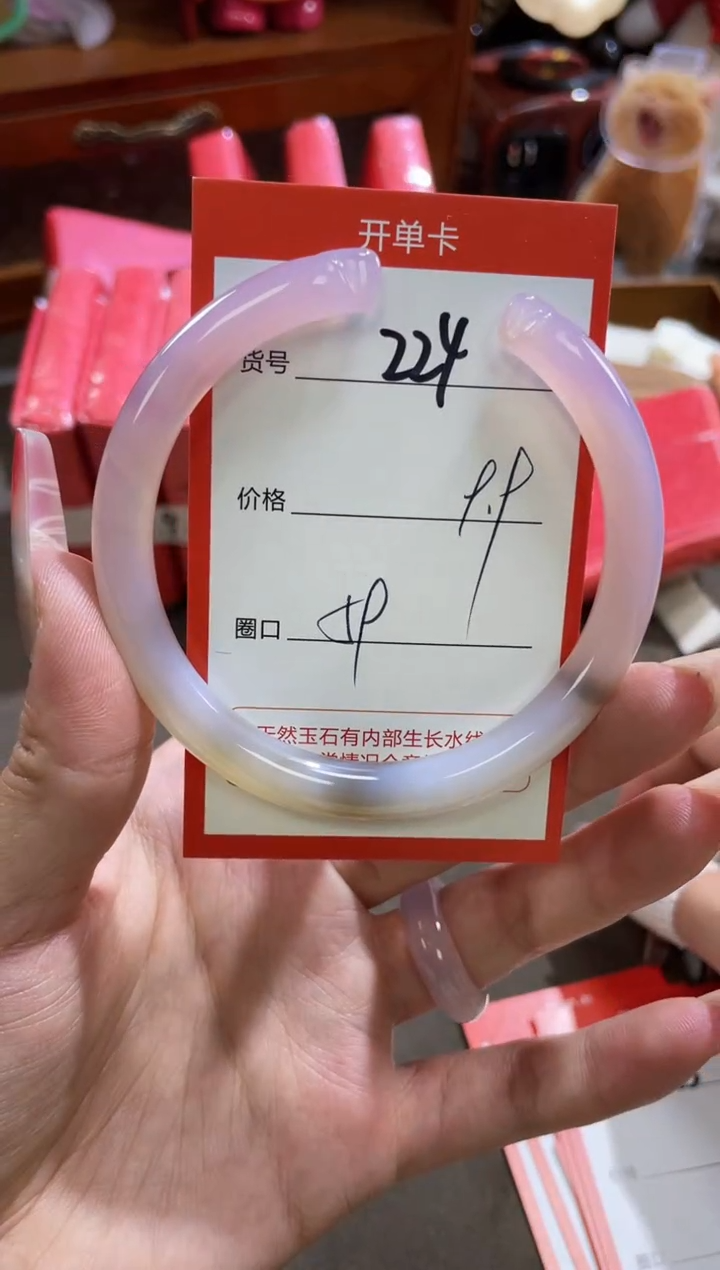 开单卡
货号 224
价格
圈口
天然玉石有内部生长水线